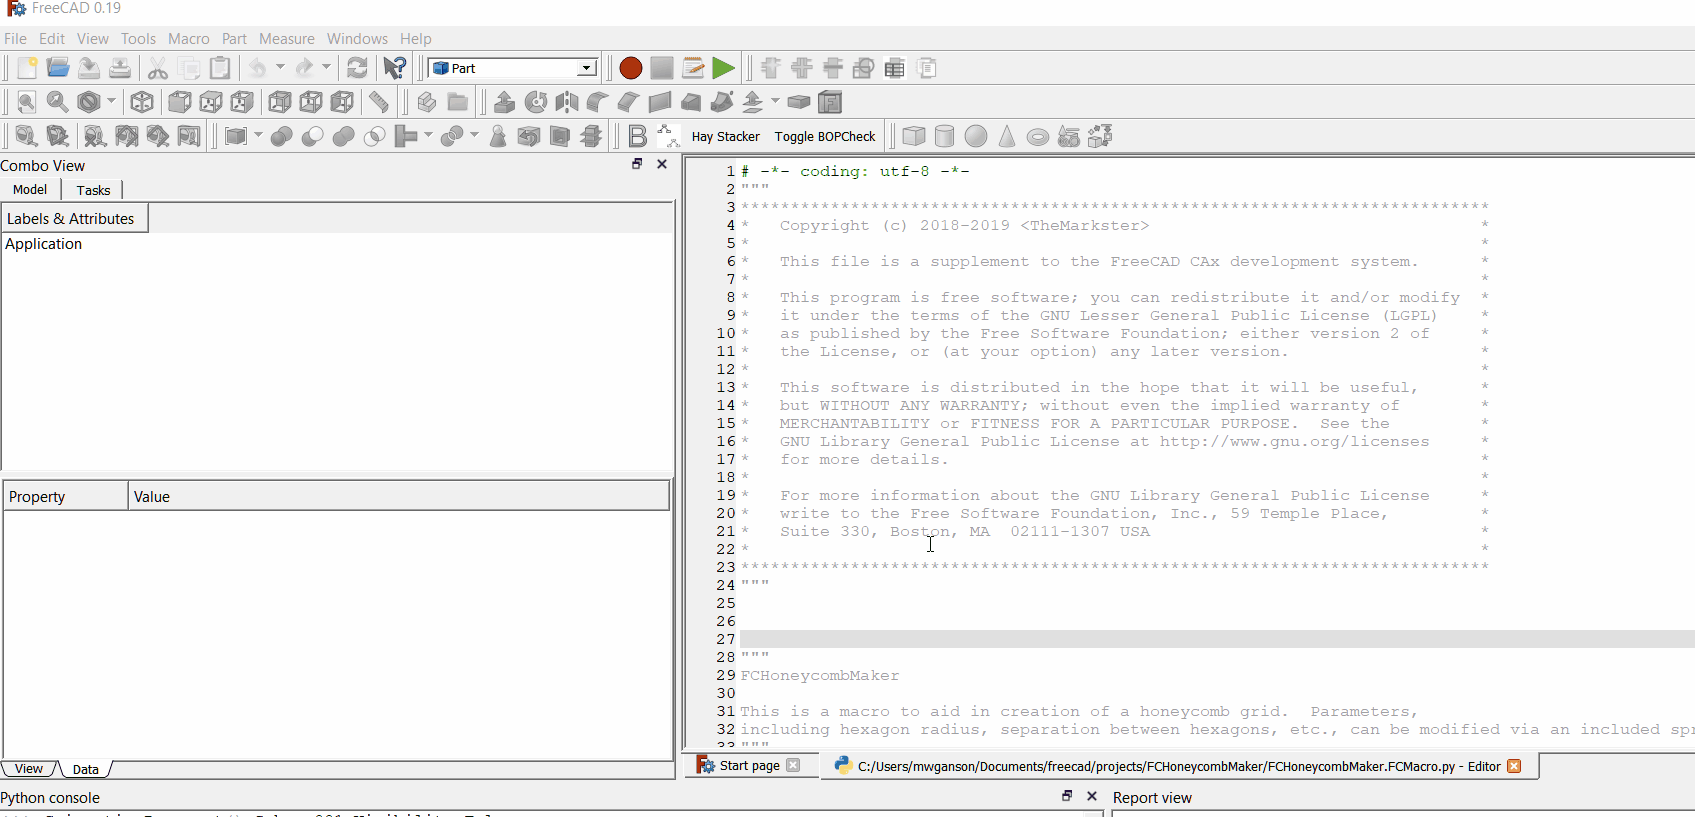 FreeCAD 0.19
File Edit View Tools Macro Part Measure Windows Help
Part
B Hay Stacker Toggle BOPCheck
Combo View
Model Tasks
Labels & Attributes
Application
Property Value
View Data
1 # -*- coding: utf-8 -*-
2 """
3 ***************************************************************************
4 *   Copyright (c) 2018-2019 <TheMarkster>                                 *
5 *                                                                         *
6 *   This file is a supplement to the FreeCAD CAx development system.      *
7 *                                                                         *
8 *   This program is free software; you can redistribute it and/or modify  *
9 *   it under the terms of the GNU Lesser General Public License (LGPL)    *
10 *   as published by the Free Software Foundation; either version 2 of     *
11 *   the License, or (at your option) any later version.                   *
12 *                                                                         *
13 *   This software is distributed in the hope that it will be useful,      *
14 *   but WITHOUT ANY WARRANTY; without even the implied warranty of        *
15 *   MERCHANTABILITY or FITNESS FOR A PARTICULAR PURPOSE.  See the         *
16 *   GNU Library General Public License at http://www.gnu.org/licenses     *
17 *   for more details.                                                     *
18 *                                                                         *
19 *   For more information about the GNU Library General Public License     *
20 *   write to the Free Software Foundation, Inc., 59 Temple Place,         *
21 *   Suite 330, Boston, MA  02111-1307 USA                                 *
22 *                                                                         *
23 ***************************************************************************
24 """
25
26
27
28 """
29 FCHoneycombMaker
30
31 This is a macro to aid in creation of a honeycomb grid.  Parameters,
32 including hexagon radius, separation between hexagons, etc., can be modified via an included
33 """
Start page
C:/Users/mwganson/Documents/freecad/projects/FCHoneycombMaker/FCHoneycombMaker.FCMacro.py - Editor
Python console
Report view